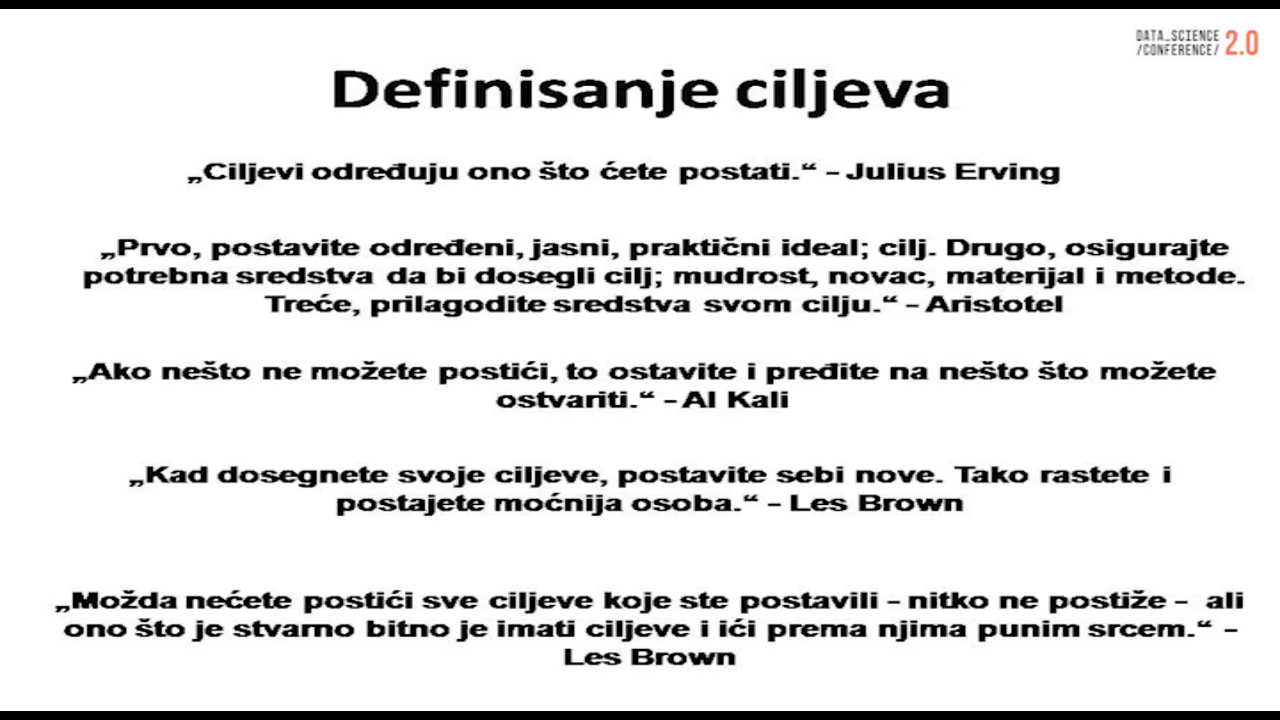 DATA_SCIENCE
/CONFERENCE/ 2.0
Definisanje ciljeva
„Ciljevi određuju ono što ćete postati.“ – Julius Erving
„Prvo, postavite određeni, jasni, praktični ideal; cilj. Drugo, osigurajte
potrebna sredstva da bi dosegli cilj; mudrost, novac, materijal i metode.
Treće, prilagodite sredstva svom cilju.“ – Aristotel
„Ako nešto ne možete postići, to ostavite i pređite na nešto što možete
ostvariti.“ – Al Kali
„Kad dosegnete svoje ciljeve, postavite sebi nove. Tako rastete i
postajete moćnija osoba.“ – Les Brown
„Možda nećete postići sve ciljeve koje ste postavili – nitko ne postiže – ali
ono što je stvarno bitno je imati ciljeve i ići prema njima punim srcem.“ –
Les Brown